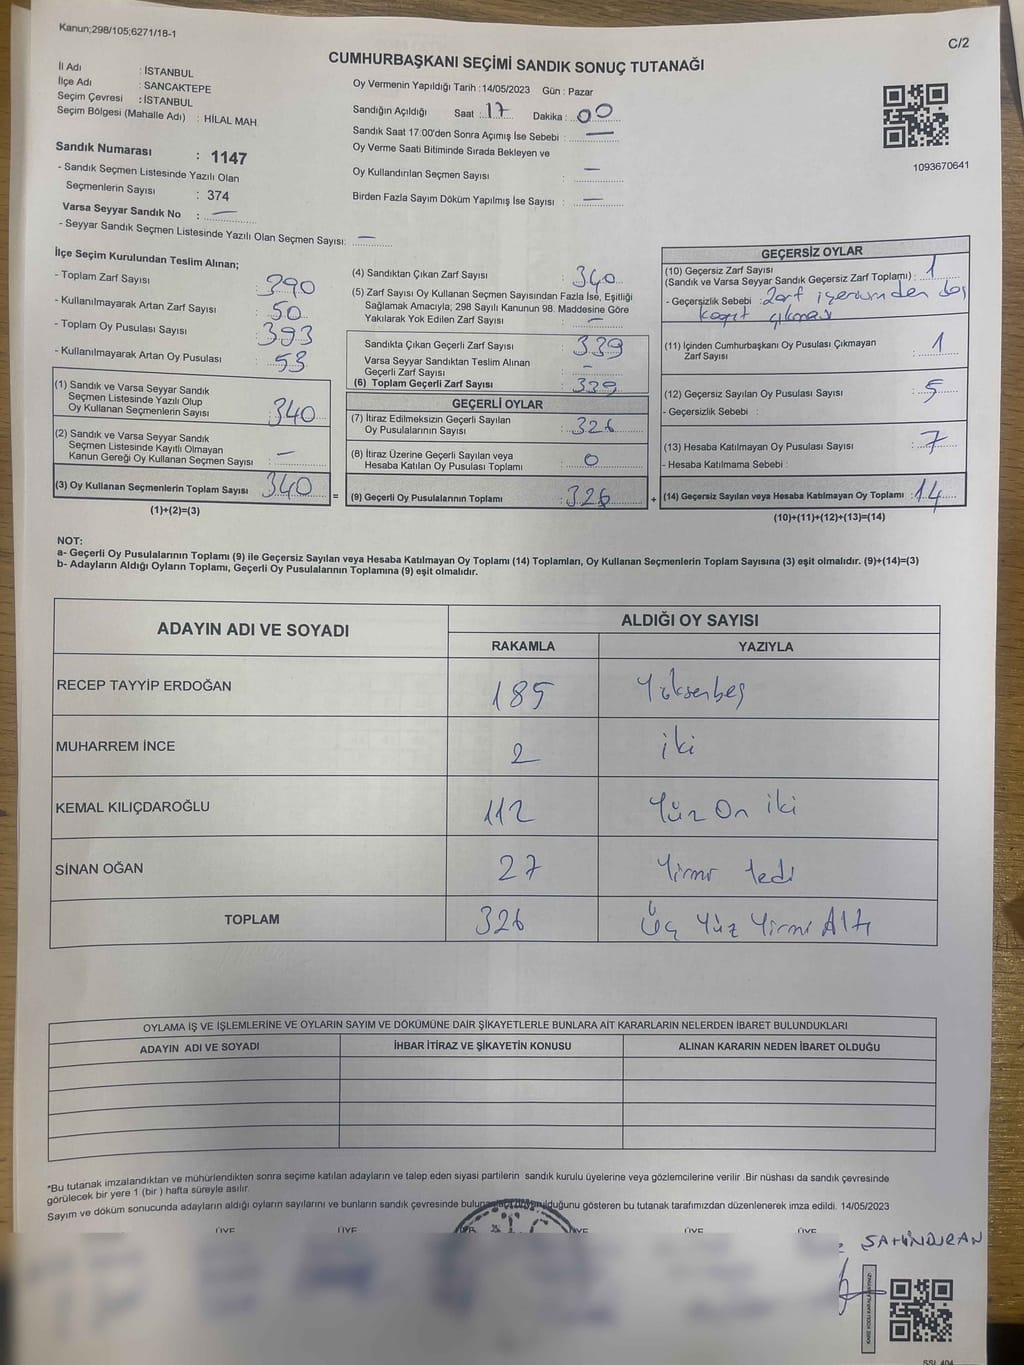 Kanun;298/105;6271/18-1
C/2
CUMHURBAŞKANI SEÇİMİ SANDIK SONUÇ TUTANAĞI
İl Adı : İSTANBUL
İlçe Adı : SANCAKTEPE
Seçim Çevresi : İSTANBUL
Seçim Bölgesi (Mahalle Adı) : HİLAL MAH
Sandık Numarası : 1147
- Sandık Seçmen Listesinde Yazılı Olan
Seçmenlerin Sayısı : 374
Varsa Seyyar Sandık No : —
- Seyyar Sandık Seçmen Listesinde Yazılı Olan Seçmen Sayısı: —
Oy Vermenin Yapıldığı Tarih : 14/05/2023 Gün : Pazar
Sandığın Açıldığı Saat : 17 Dakika : 00
Sandık Saat 17:00'den Sonra Açımış İse Sebebi : —
Oy Verme Saati Bitiminde Sırada Bekleyen ve
Oy Kullandırılan Seçmen Sayısı : —
Birden Fazla Sayım Döküm Yapılmış İse Sayısı : —
1093670641
İlçe Seçim Kurulundan Teslim Alınan;
- Toplam Zarf Sayısı : 390
- Kullanılmayarak Artan Zarf Sayısı : 50
- Toplam Oy Pusulası Sayısı : 393
- Kullanılmayarak Artan Oy Pusulası : 53
(1) Sandık ve Varsa Seyyar Sandık
Seçmen Listesinde Yazılı Olup
Oy Kullanan Seçmenlerin Sayısı : 340
(2) Sandık ve Varsa Seyyar Sandık
Seçmen Listesinde Kayıtlı Olmayan
Kanun Gereği Oy Kullanan Seçmen Sayısı : —
(3) Oy Kullanan Seçmenlerin Toplam Sayısı : 340
(1)+(2)=(3)
=
(4) Sandıktan Çıkan Zarf Sayısı : 340
(5) Zarf Sayısı Oy Kullanan Seçmen Sayısından Fazla İse, Eşitliği
Sağlamak Amacıyla; 298 Sayılı Kanunun 98. Maddesine Göre
Yakılarak Yok Edilen Zarf Sayısı : —
Sandıkta Çıkan Geçerli Zarf Sayısı : 339
Varsa Seyyar Sandıktan Teslim Alınan
Geçerli Zarf Sayısı : -
(6) Toplam Geçerli Zarf Sayısı : 339
GEÇERLİ OYLAR
(7) İtiraz Edilmeksizin Geçerli Sayılan
Oy Pusulalarının Sayısı : 326
(8) İtiraz Üzerine Geçerli Sayılan veya
Hesaba Katılan Oy Pusulası Toplamı : 0
(9) Geçerli Oy Pusulalarının Toplamı : 326
+
GEÇERSİZ OYLAR
(10) Geçersiz Zarf Sayısı
(Sandık ve Varsa Seyyar Sandık Geçersiz Zarf Toplamı) : 1
- Geçersizlik Sebebi : Zarf içersinden boş
kağıt çıkması
(11) İçinden Cumhurbaşkanı Oy Pusulası Çıkmayan
Zarf Sayısı : 1
(12) Geçersiz Sayılan Oy Pusulası Sayısı : 5
- Geçersizlik Sebebi :
(13) Hesaba Katılmayan Oy Pusulası Sayısı : 7
- Hesaba Katılmama Sebebi :
(14) Geçersiz Sayılan veya Hesaba Katılmayan Oy Toplamı : 14
(10)+(11)+(12)+(13)=(14)
NOT:
a- Geçerli Oy Pusulalarının Toplamı (9) ile Geçersiz Sayılan veya Hesaba Katılmayan Oy Toplamı (14) Toplamları, Oy Kullanan Seçmenlerin Toplam Sayısına (3) eşit olmalıdır. (9)+(14)=(3)
b- Adayların Aldığı Oyların Toplamı, Geçerli Oy Pusulalarının Toplamına (9) eşit olmalıdır.
ADAYIN ADI VE SOYADI
ALDIĞI OY SAYISI
RAKAMLA YAZIYLA
RECEP TAYYİP ERDOĞAN 185 Yüksenbeş
MUHARREM İNCE 2 iki
KEMAL KILIÇDAROĞLU 112 Yüz On iki
SİNAN OĞAN 27 Yirmi Yedi
TOPLAM 326 Üç Yüz Yirmi Altı
OYLAMA İŞ VE İŞLEMLERİNE VE OYLARIN SAYIM VE DÖKÜMÜNE DAİR ŞİKAYETLERLE BUNLARA AİT KARARLARIN NELERDEN İBARET BULUNDUKLARI
ADAYIN ADI VE SOYADI İHBAR İTİRAZ VE ŞİKAYETİN KONUSU ALINAN KARARIN NEDEN İBARET OLDUĞU
*Bu tutanak imzalandıktan ve mühürlendikten sonra seçime katılan adayların ve talep eden siyasi partilerin sandık kurulu üyelerine veya gözlemcilerine verilir .Bir nüshası da sandık çevresinde
görülecek bir yere 1 (bir ) hafta süreyle asılır.
Sayım ve döküm sonucunda adayların aldığı oyların sayılarını ve bunların sandık çevresinde olduğunu gösteren bu tutanak tarafımızdan düzenlenerek imza edildi. 14/05/2023
ÜYE ÜYE ÜYE ÜYE ÜYE
ŞAHİNDURAN
SSL 404